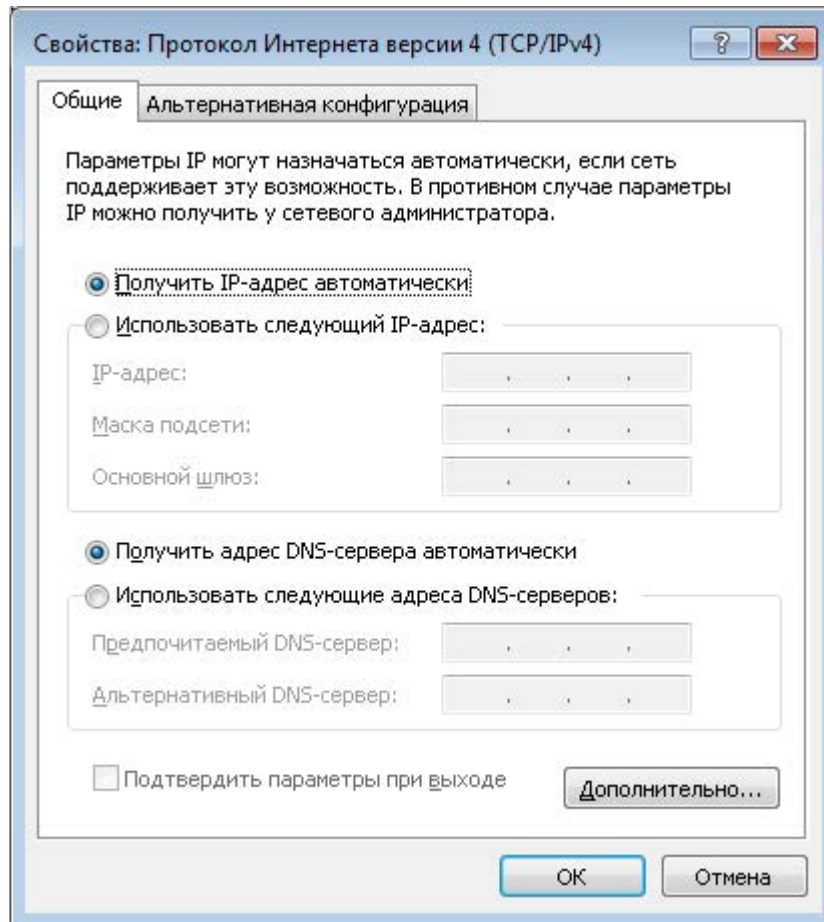 Свойства: Протокол Интернета версии 4 (TCP/IPv4)
Общие
Альтернативная конфигурация
Параметры IP могут назначаться автоматически, если сеть
поддерживает эту возможность. В противном случае параметры
IP можно получить у сетевого администратора.
Получить IP-адрес автоматически
Использовать следующий IP-адрес:
IP-адрес:
Маска подсети:
Основной шлюз:
Получить адрес DNS-сервера автоматически
Использовать следующие адреса DNS-серверов:
Предпочитаемый DNS-сервер:
Альтернативный DNS-сервер:
Подтвердить параметры при выходе
Дополнительно...
ОК
Отмена